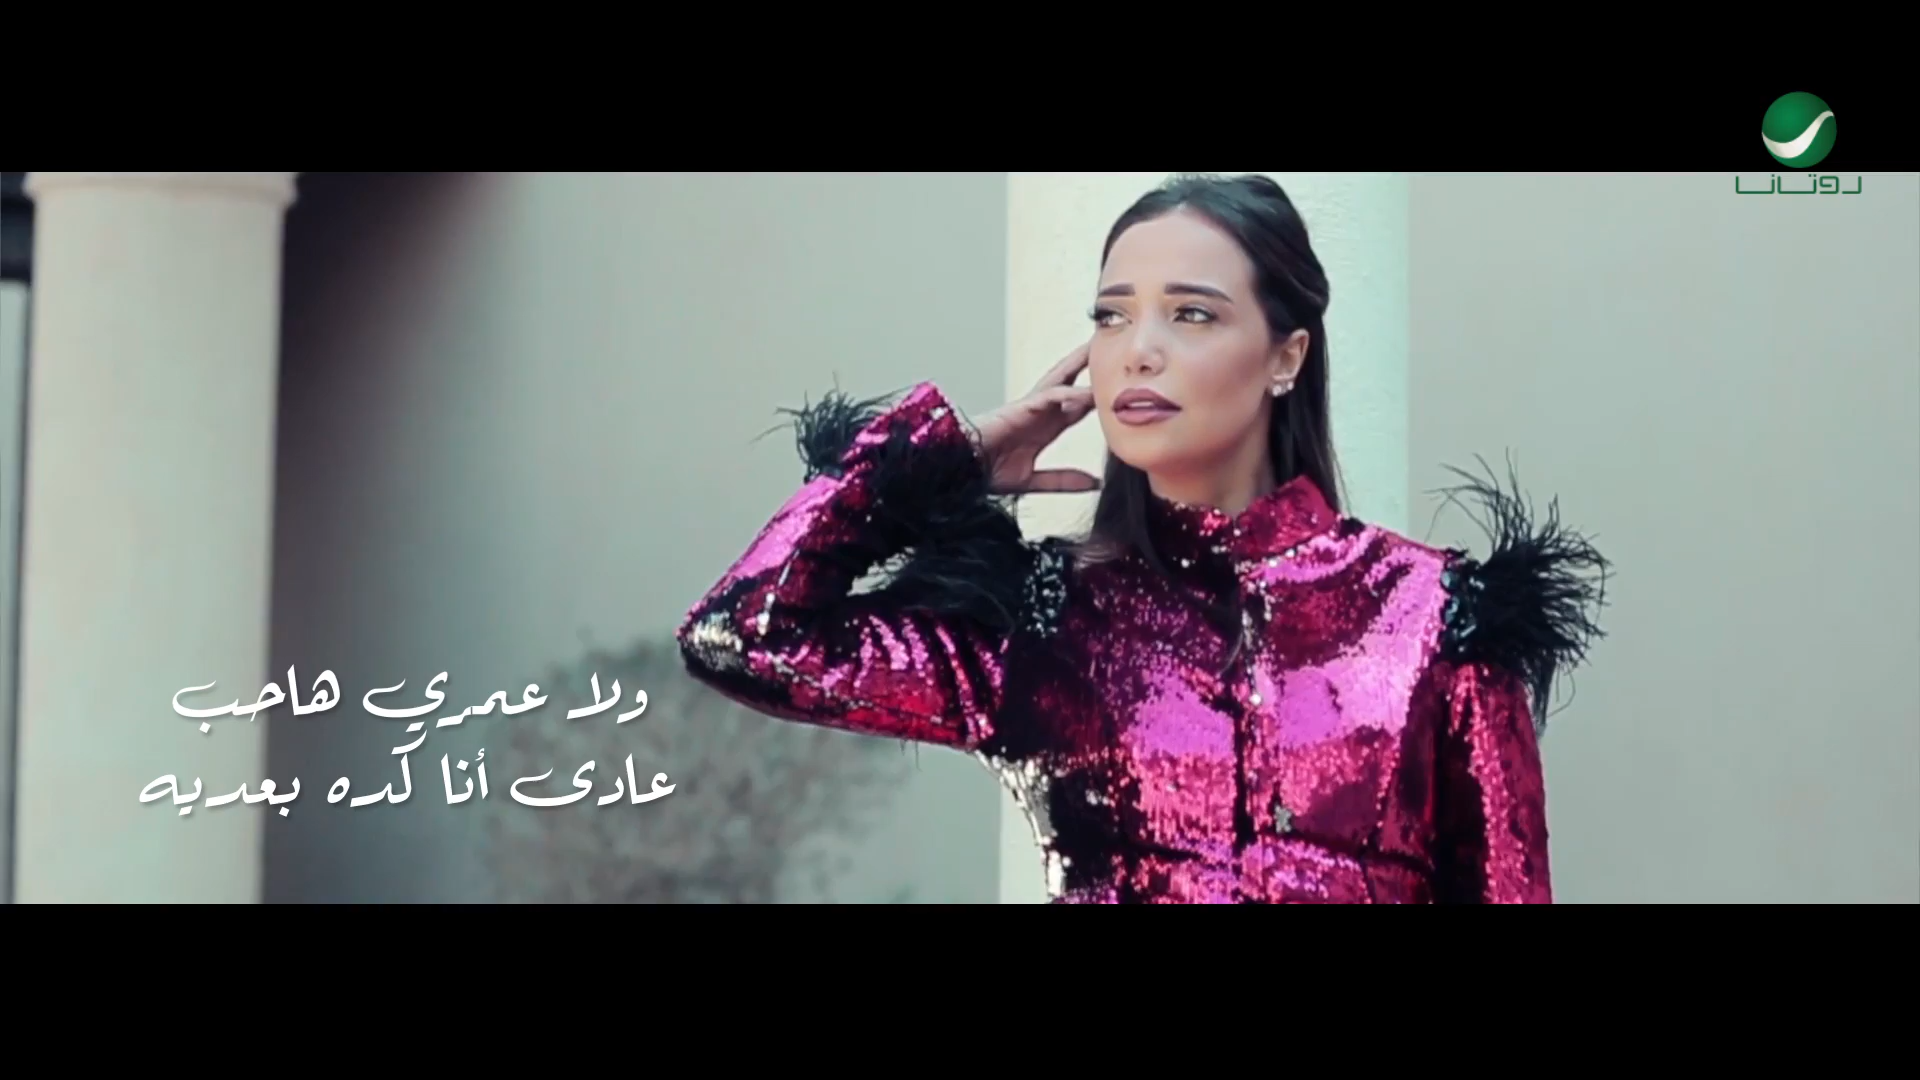 روتانا
ولا عمري هاحب
عادى أنا كده بعديه